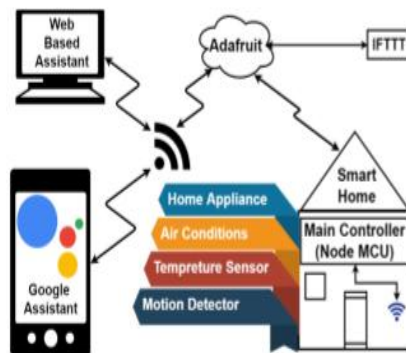 Web
Based
Assistant
Adafruit
IFTTT
Smart
Home
Home Appliance
Main Controller
(Node MCU)
Air Conditions
Tempreture Sensor
Motion Detector
Google
Assistant